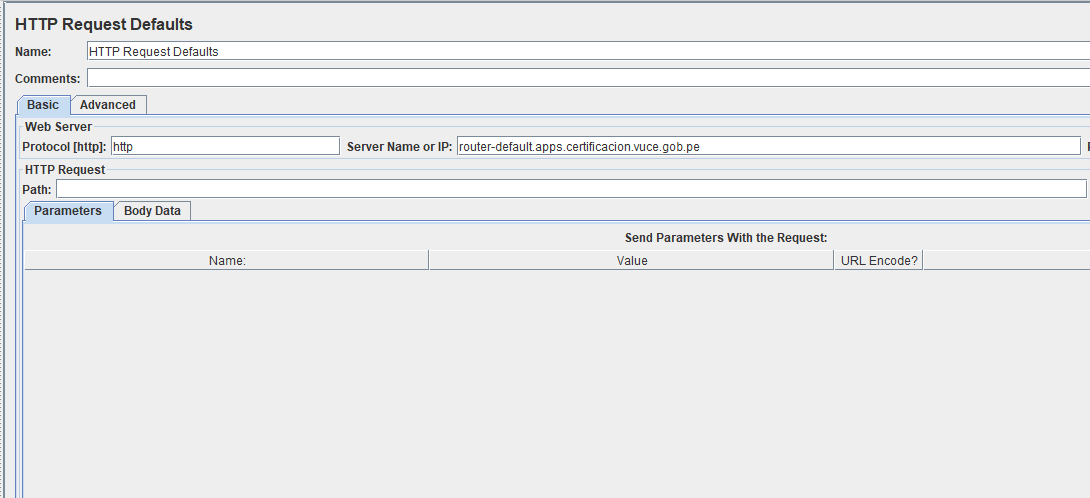 HTTP Request Defaults
Name: HTTP Request Defaults
Comments:
Basic Advanced
Web Server
Protocol [http]: http Server Name or IP: router-default.apps.certificacion.vuce.gob.pe
HTTP Request
Path:
Parameters Body Data
Send Parameters With the Request:
Name: Value URL Encode?